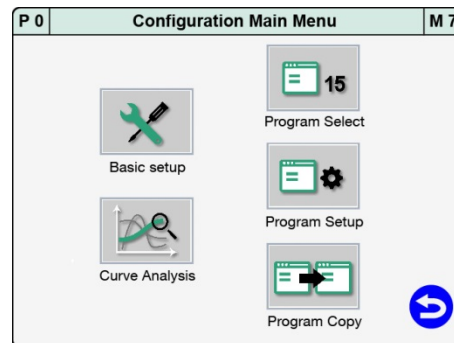 P 0
Configuration Main Menu
M 7
15
Program Select
Basic setup
Program Setup
Curve Analysis
Program Copy